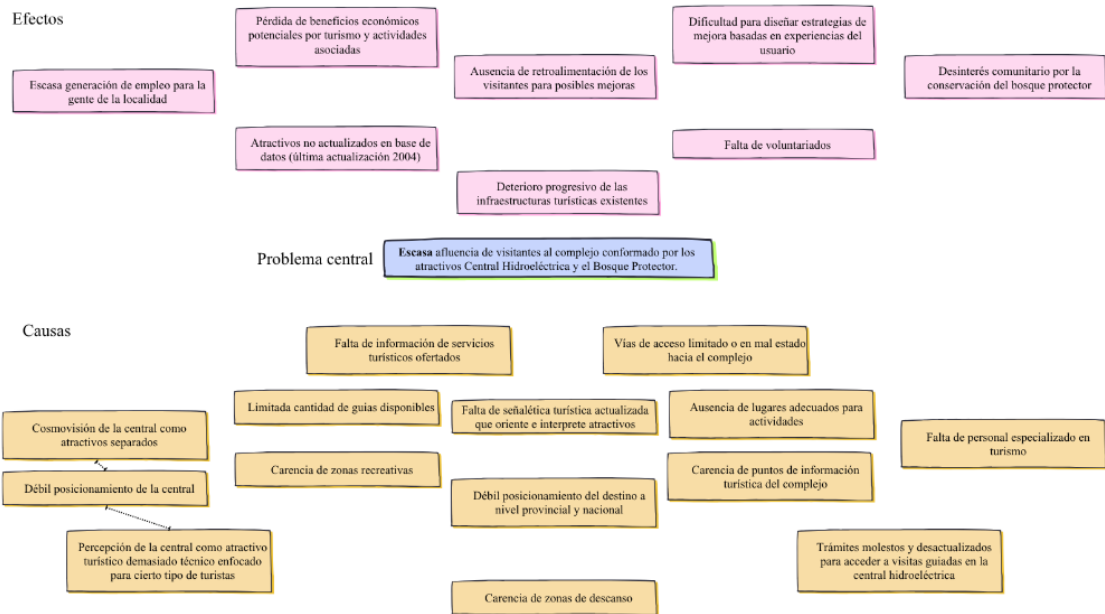 Efectos
Pérdida de beneficios económicos
potenciales por turismo y actividades
asociadas
Dificultad para diseñar estrategias de
mejora basadas en experiencias del
usuario
Escasa generación de empleo para la
gente de la localidad
Ausencia de retroalimentación de los
visitantes para posibles mejoras
Desinterés comunitario por la
conservación del bosque protector
Atractivos no actualizados en base de
datos (última actualización 2004)
Falta de voluntariados
Deterioro progresivo de las
infraestructuras turísticas existentes
Problema central
Escasa afluencia de visitantes al complejo conformado por los
atractivos Central Hidroeléctrica y el Bosque Protector.
Causas
Falta de información de servicios
turísticos ofertados
Vías de acceso limitado o en mal estado
hacia el complejo
Limitada cantidad de guias disponibles
Falta de señalética turística actualizada
que oriente e interprete atractivos
Ausencia de lugares adecuados para
actividades
Cosmovisión de la central como
atractivos separados
Falta de personal especializado en
turismo
Carencia de zonas recreativas
Carencia de puntos de información
turística del complejo
Débil posicionamiento de la central
Débil posicionamiento del destino a
nivel provincial y nacional
Percepción de la central como atractivo
turístico demasiado técnico enfocado
para cierto tipo de turistas
Trámites molestos y desactualizados
para acceder a visitas guiadas en la
central hidroeléctrica
Carencia de zonas de descanso